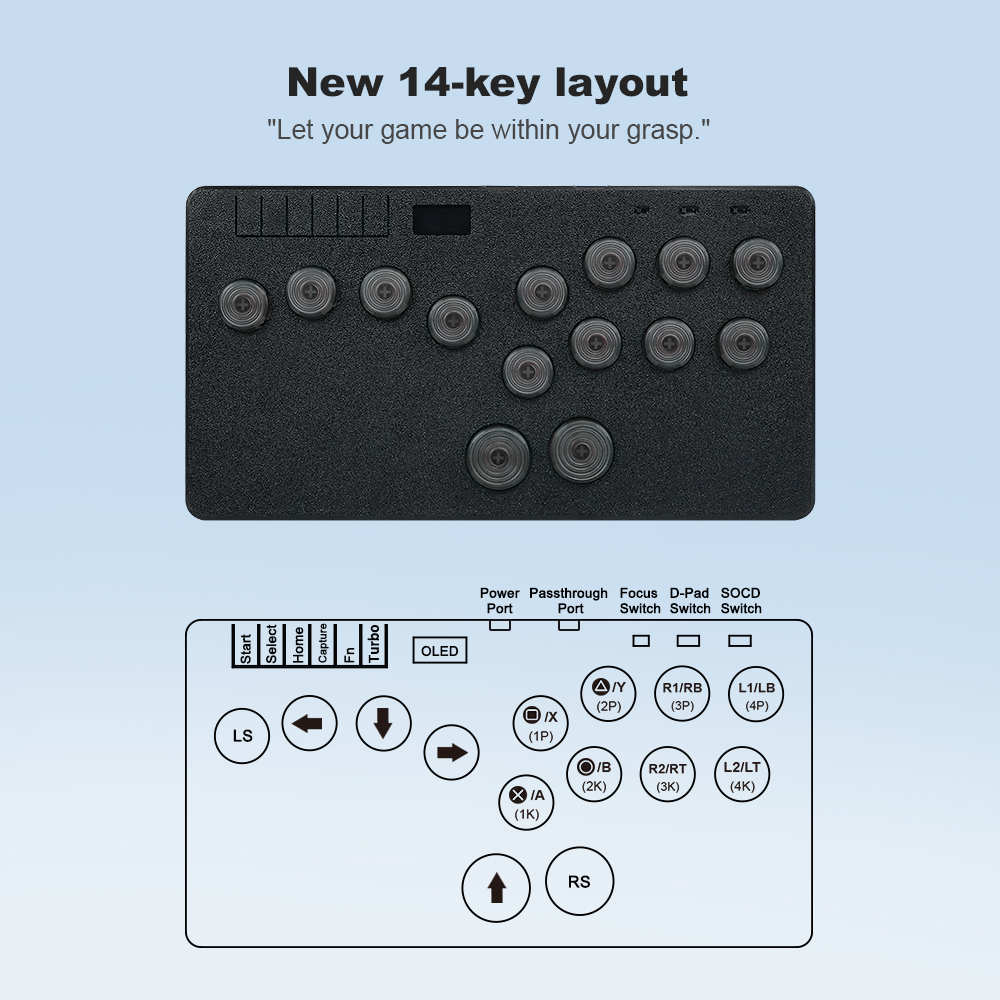 New 14-key layout
"Let your game be within your grasp."
Power
Port
Passthrough
Port
Focus
Switch
D-Pad
Switch
SOCD
Switch
Start
Select
Home
Capture
Fn
Turbo
OLED
/Y
(2P)
R1/RB
(3P)
L1/LB
(4P)
LS
/X
(1P)
/B
(2K)
R2/RT
(3K)
L2/LT
(4K)
/A
(1K)
RS